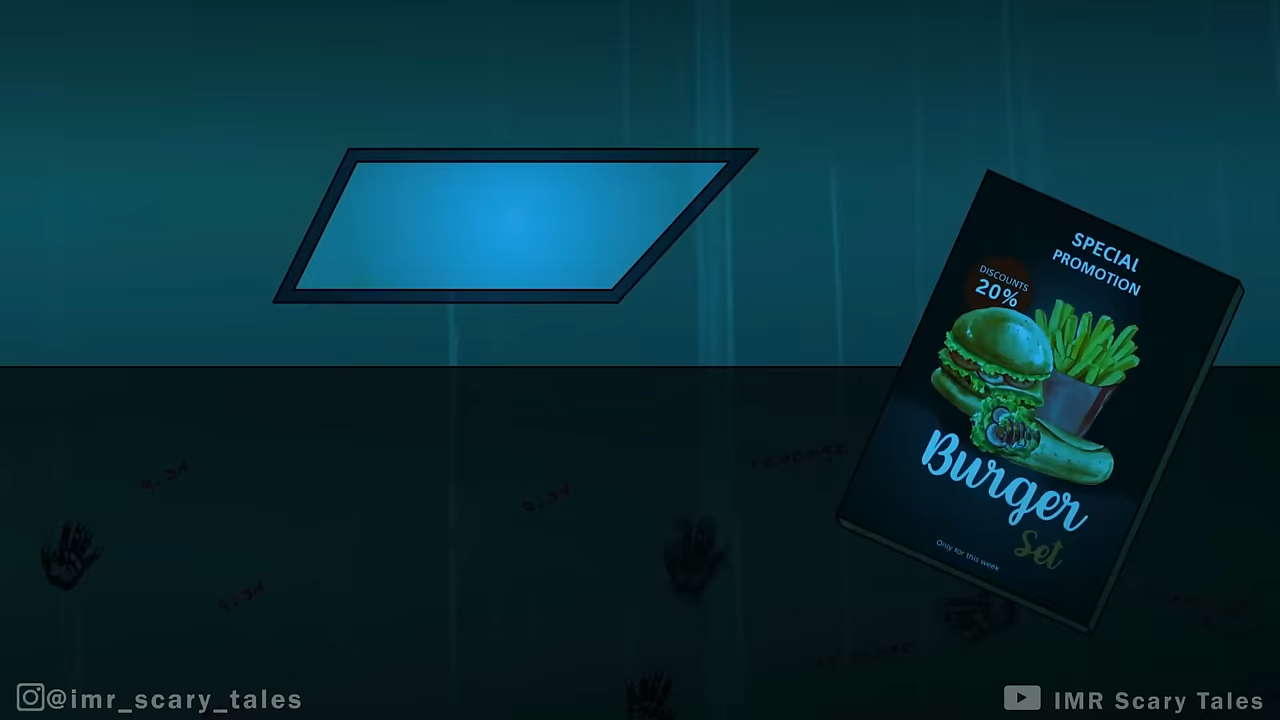 SPECIAL
PROMOTION
DISCOUNTS
20%
Burger
Set
Only for this week
@imr_scary_tales
IMR Scary Tales